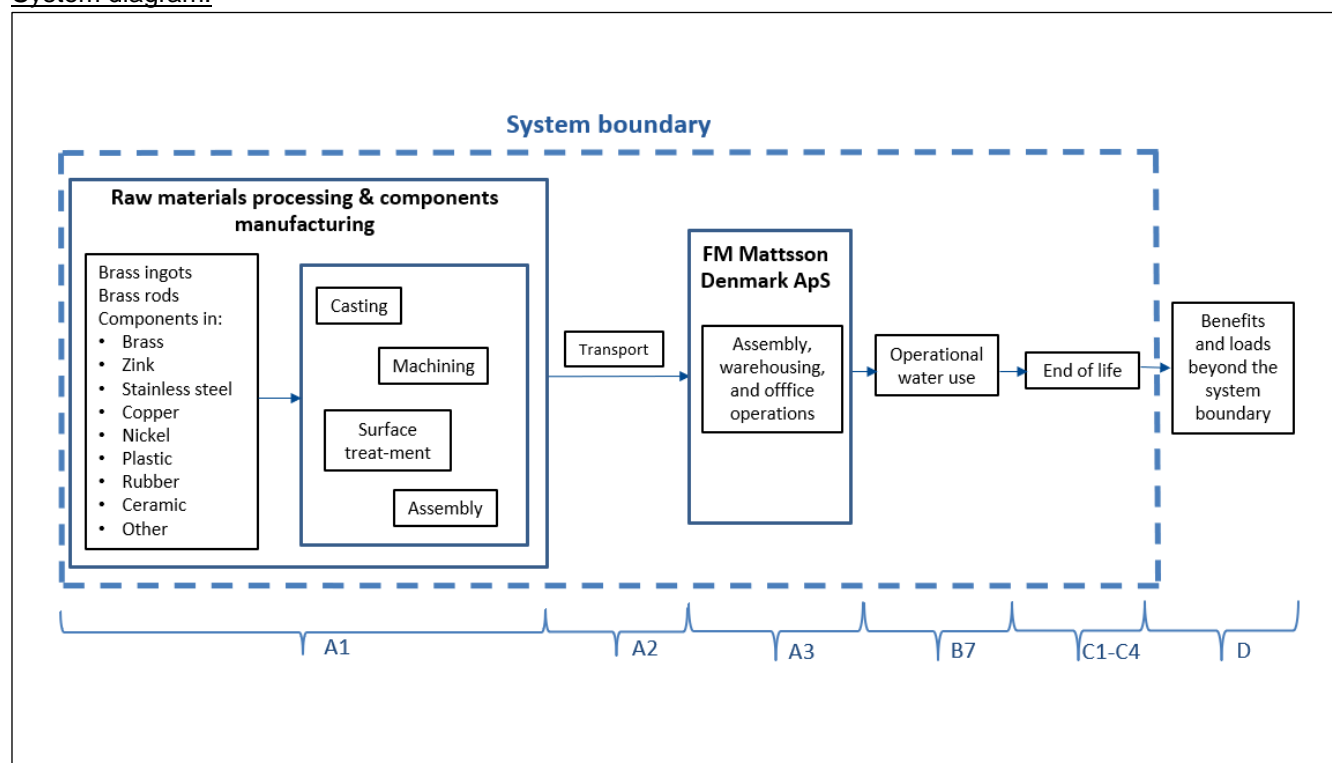 System diagram:
System boundary
Raw materials processing & components
manufacturing
Brass ingots
Brass rods
Components in:
• Brass
• Zink
• Stainless steel
• Copper
• Nickel
• Plastic
• Rubber
• Ceramic
• Other
Casting
Machining
Surface
treat-ment
Assembly
Transport
FM Mattsson
Denmark ApS
Assembly,
warehousing,
and offfice
operations
Operational
water use
End of life
Benefits
and loads
beyond the
system
boundary
A1
A2
A3
B7
C1-C4
D